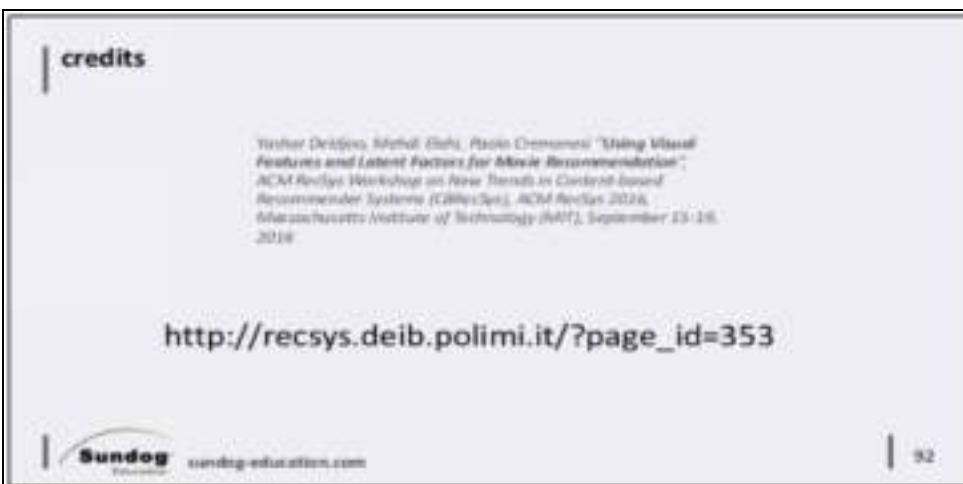 credits
Yashar Deldjoo, Mehdi Elahi, Paolo Cremonesi "Using Visual
Features and Latent Factors for Movie Recommendation",
ACM RecSys Workshop on New Trends in Content-based
Recommender Systems (CBRecSys), ACM RecSys 2016,
Massachusetts Institute of Technology (MIT), September 15-19,
2016
http://recsys.deib.polimi.it/?page_id=353
Sundog
Education
sundog-education.com
92